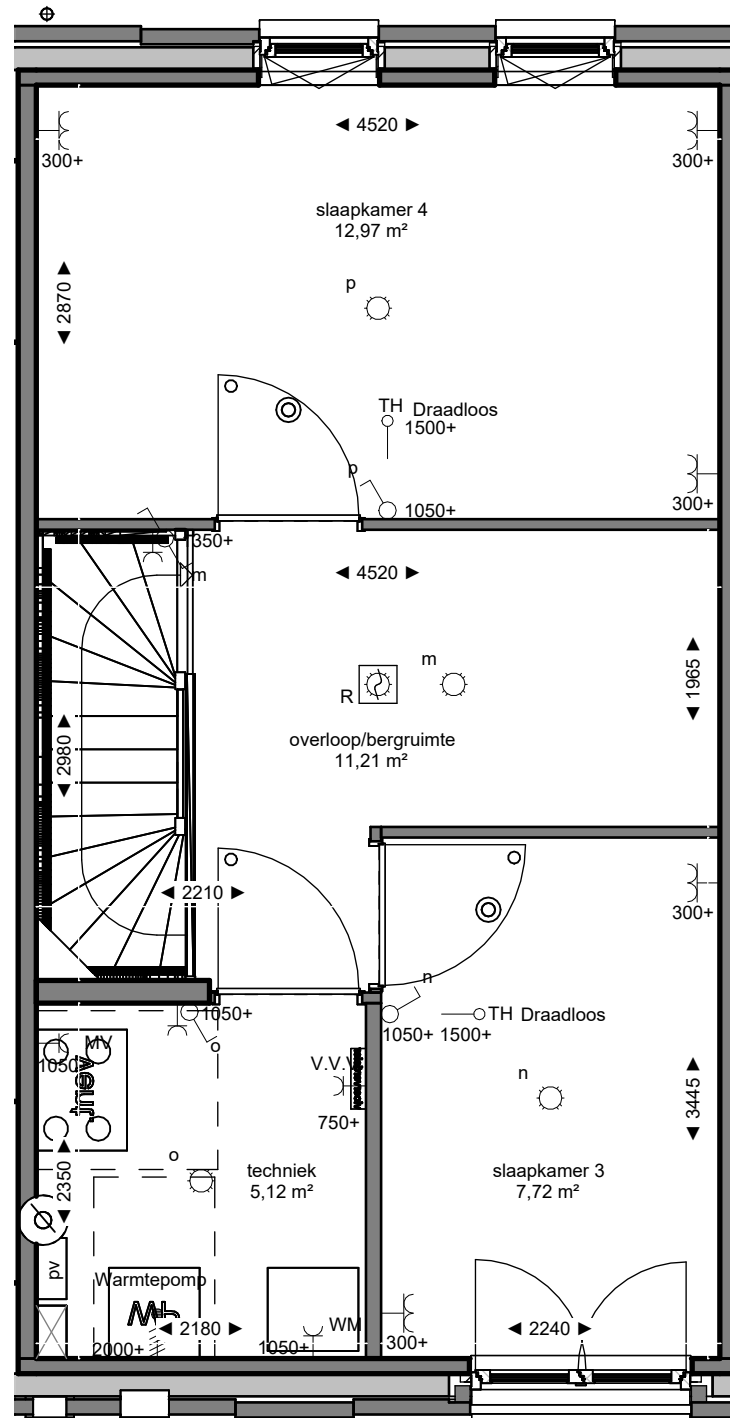 4520
300+
300+
slaapkamer 4
12,97 m²
2870
p
TH Draadloos
1500+
p
1050+
300+
350+
m
4520
m
R
1965
overloop/bergruimte
11,21 m²
2980
2210
300+
n
1050+
o
1050+
1500+
TH Draadloos
MV
1050
V.V.V
750+
n
3445
o
2350
techniek
5,12 m²
slaapkamer 3
7,72 m²
pv
Warmtepomp
2180
2000+
1050+
WM
300+
2240